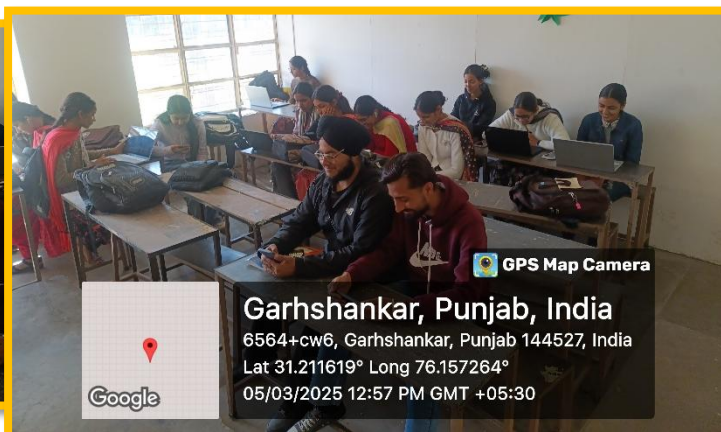 GPS Map Camera
Garhshankar, Punjab, India
6564+cw6, Garhshankar, Punjab 144527, India
Lat 31.211619° Long 76.157264°
05/03/2025 12:57 PM GMT +05:30
Google